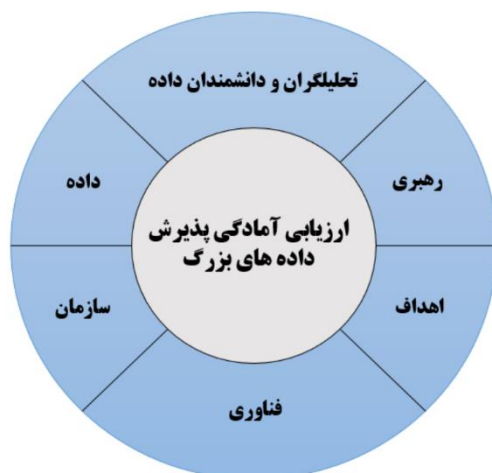 تحلیلگران و دانشمندان داده
رهبری
داده
ارزیابی آمادگی پذیرش
داده های بزرگ
اهداف
سازمان
فناوری